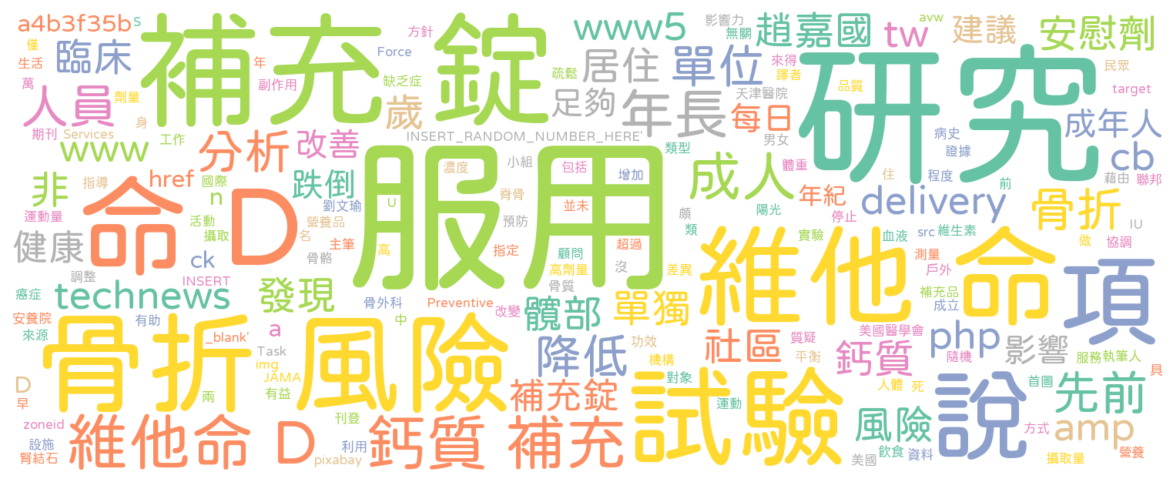 a4b3f35b
s
補充錠
www5
影響力
無關
趙嘉國
avw
tw
建議
安慰劑
僅
生活
臨床
方針
Force
年
副作用
缺乏症
疏鬆
居住
單位
來得
譯者
研究
品質
民眾
target
萬
人員
劑量
歲
足夠
年長
每日
成年人
期刊
Services
身
工作
www
分析
改善
INSERT_RANDOM_NUMBER_HERE'
男女
病史
證據
cb
類型
非
指導
href
國際
n
跌倒
濃度
小組
包括
增加
成人
體重
年紀
住
程度
前
藉由
聯邦
運動量
命 D
活動
攝取
劉文瑜
U
服用
脊骨
預防
並未
頗
類
陽光
停止
delivery
骨折
IU
健康
營養品
名
主筆
高
指定
顧問
超過
維他命
實驗
血液
src
維生素
做
協調
調整
ck
骨骼
INSERT
高劑量
沒
骨質
差異
測量
戶外
項
癌症
technews
發現
骨外科
中
Preventive
改變
髖部
單獨
補充品
成立
安養院
來源
有助
_blank'
a
Task
img
JAMA
有益
功效
降低
機構
社區
質疑
平衡
美國醫學會
隨機
鈣質
php
影響
服務
執筆人
具
骨折風險
D
早
兩
刊登
補充錠
對象
運動
試驗
人體
死
說
首圖
先前
zoneid
設施
腎結石
維他命 D
利用
pixabay
鈣質補充
風險
飲食
資料
美國
方式
amp
攝取量
營養